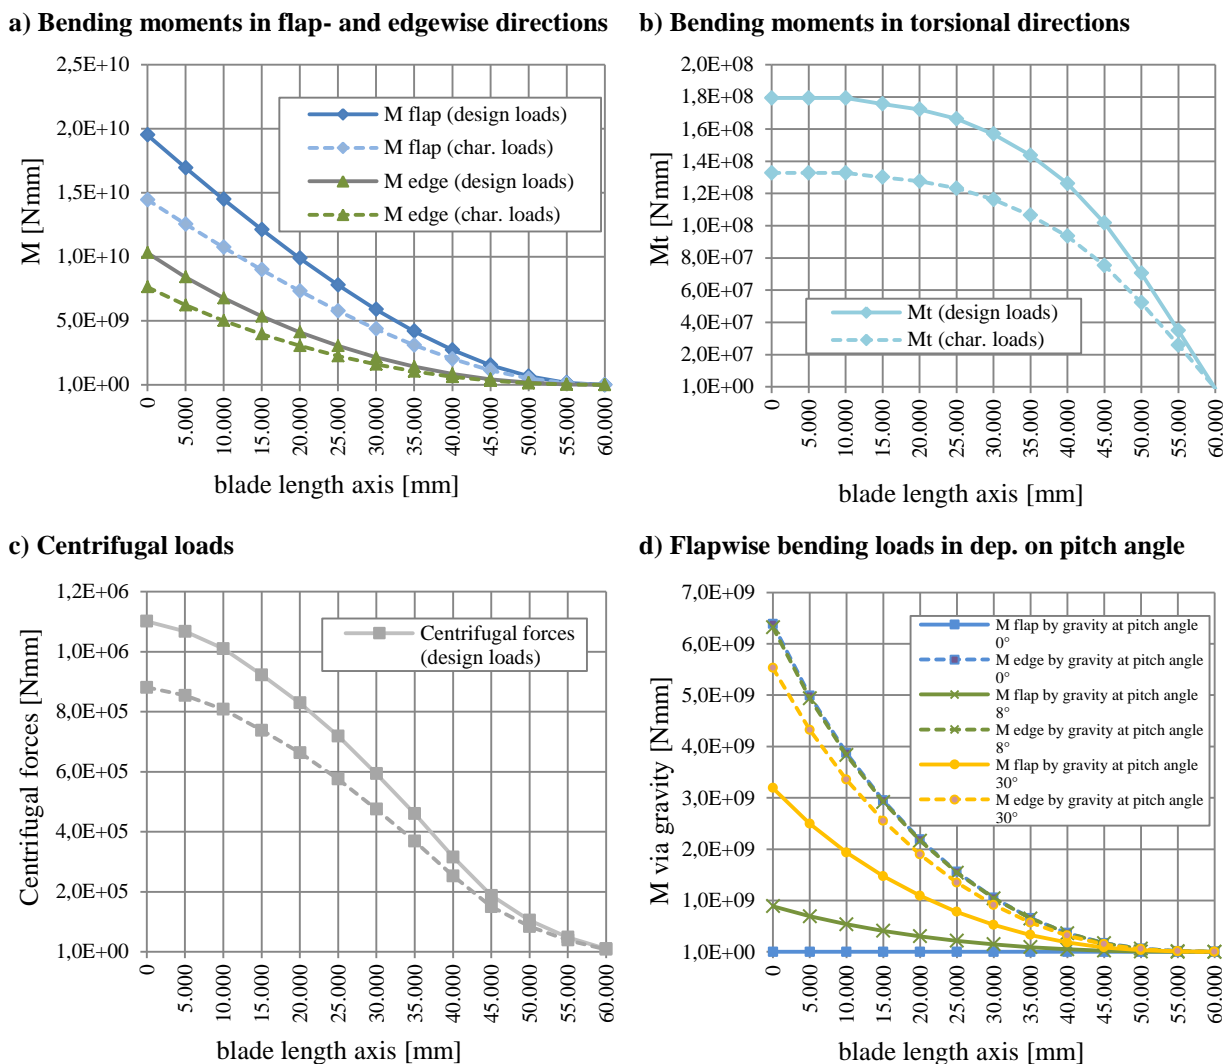 a) Bending moments in flap- and edgewise directions
2,5E+10
2,0E+10
1,5E+10
1,0E+10
5,0E+09
1,0E+00
M [Nmm]
M flap (design loads)
M flap (char. loads)
M edge (design loads)
M edge (char. loads)
0
5.000
10.000
15.000
20.000
25.000
30.000
35.000
40.000
45.000
50.000
55.000
60.000
blade length axis [mm]
b) Bending moments in torsional directions
2,0E+08
1,8E+08
1,6E+08
1,4E+08
1,2E+08
1,0E+08
8,0E+07
6,0E+07
4,0E+07
2,0E+07
1,0E+00
Mt [Nmm]
Mt (design loads)
Mt (char. loads)
0
5.000
10.000
15.000
20.000
25.000
30.000
35.000
40.000
45.000
50.000
55.000
60.000
blade length axis [mm]
c) Centrifugal loads
1,2E+06
1,0E+06
8,0E+05
6,0E+05
4,0E+05
2,0E+05
1,0E+00
Centrifugal forces [Nmm]
Centrifugal forces
(design loads)
0
5.000
10.000
15.000
20.000
25.000
30.000
35.000
40.000
45.000
50.000
55.000
60.000
blade length axis [mm]
d) Flapwise bending loads in dep. on pitch angle
7,0E+09
6,0E+09
5,0E+09
4,0E+09
3,0E+09
2,0E+09
1,0E+09
1,0E+00
M via gravity [Nmm]
M flap by gravity at pitch angle
0°
M edge by gravity at pitch angle
0°
M flap by gravity at pitch angle
8°
M edge by gravity at pitch angle
8°
M flap by gravity at pitch angle
30°
M edge by gravity at pitch angle
30°
0
5.000
10.000
15.000
20.000
25.000
30.000
35.000
40.000
45.000
50.000
55.000
60.000
blade length axis [mm]